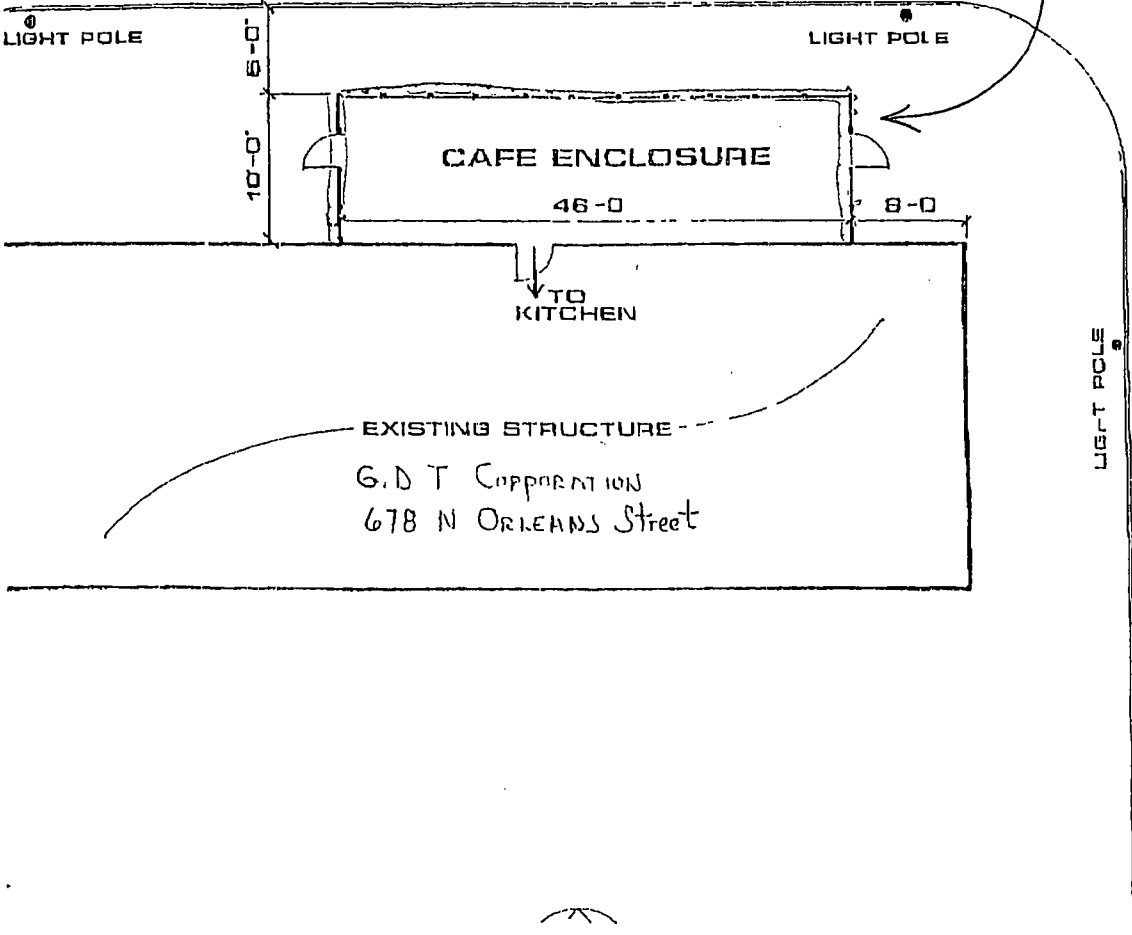 LIGHT POLE
LIGHT POLE
6-0"
10'-0"
CAFE ENCLOSURE
46-0
8-0
TO
KITCHEN
LIGHT POLE
EXISTING STRUCTURE
G.D T CORPORATION
678 N ORLEANS Street